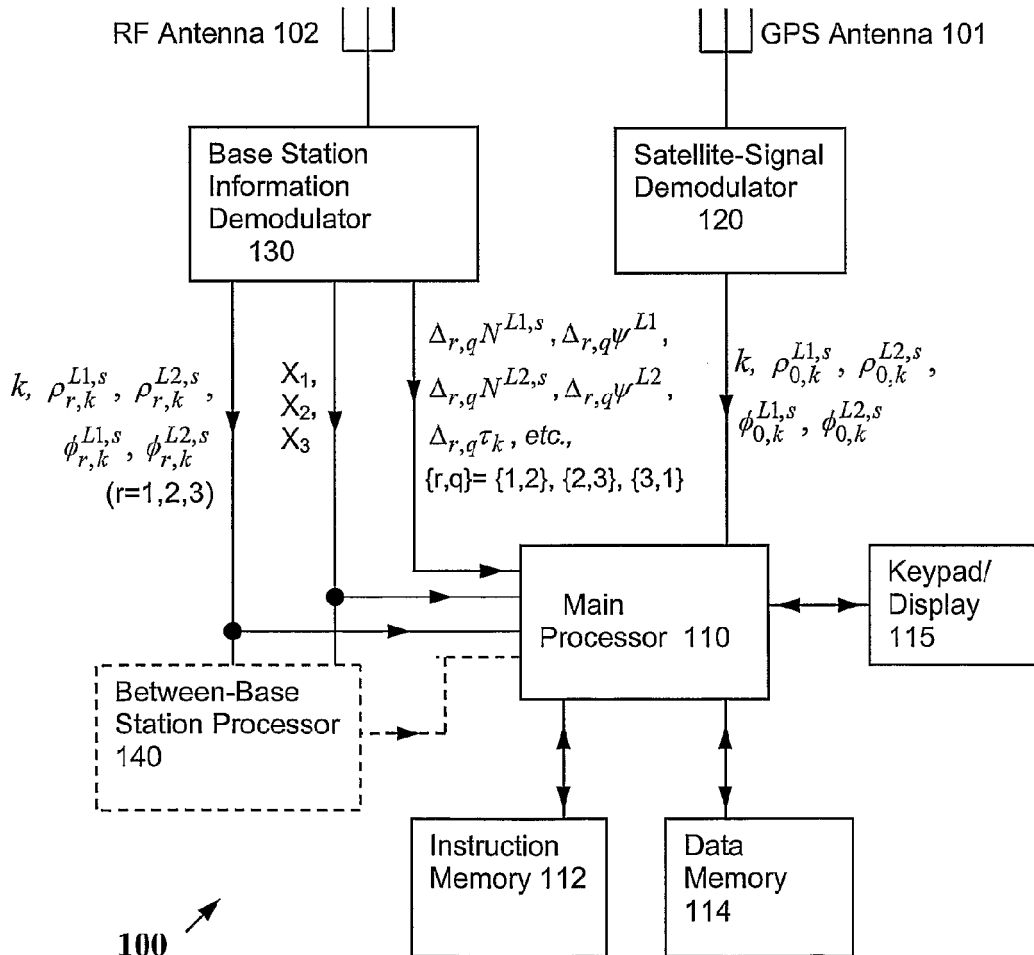 RF Antenna 102
GPS Antenna 101
Base Station
Information
Demodulator
130
Satellite-Signal
Demodulator
120
k, ρ_{r,k}^{L1,s}, ρ_{r,k}^{L2,s},
ϕ_{r,k}^{L1,s}, ϕ_{r,k}^{L2,s}
(r=1,2,3)
X₁,
X₂,
X₃
Δ_{r,q}N^{L1,s}, Δ_{r,q}ψ^{L1},
Δ_{r,q}N^{L2,s}, Δ_{r,q}ψ^{L2},
Δ_{r,q}τ_k, etc.,
{r,q}= {1,2}, {2,3}, {3,1}
k, ρ_{0,k}^{L1,s}, ρ_{0,k}^{L2,s},
ϕ_{0,k}^{L1,s}, ϕ_{0,k}^{L2,s}
Main
Processor 110
Keypad/
Display
115
Between-Base
Station Processor
140
Instruction
Memory 112
Data
Memory
114
100